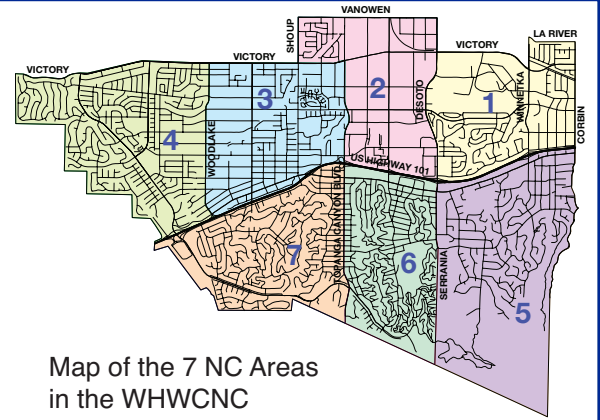 VANOWEN
SHOUP
LA RIVER
VICTORY
VICTORY
VICTORY
2
DESOTO
1
MINNETKA
CORBIN
3
4
WOODLAKE
US HIGHWAY 101
TOPANGA CANYON BLVD
7
6
SERRANIA
5
Map of the 7 NC Areas
in the WHWCNC